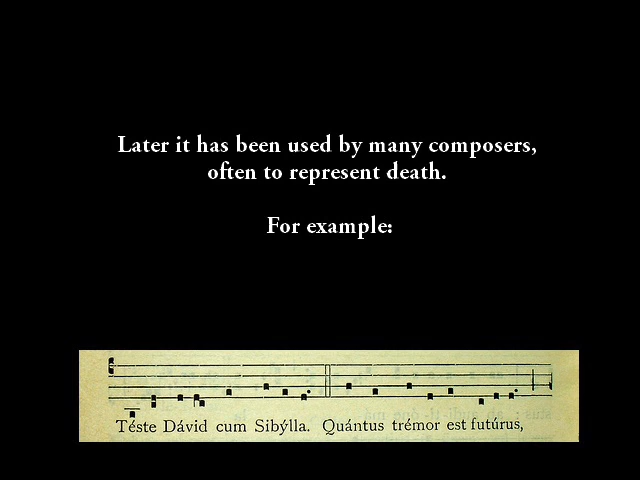 Later it has been used by many composers,
often to represent death.
For example:
Téste Dávid cum Sibýlla. Quántus trémor est futúrus,